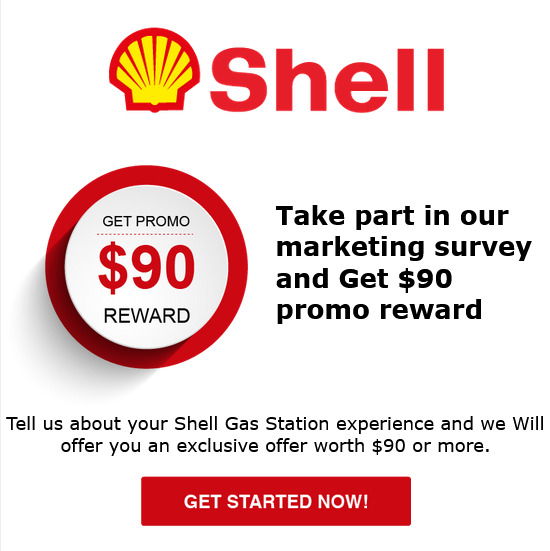 Shell
GET PROMO
$90
REWARD
Take part in our
marketing survey
and Get $90
promo reward
Tell us about your Shell Gas Station experience and we Will
offer you an exclusive offer worth $90 or more.
GET STARTED NOW!